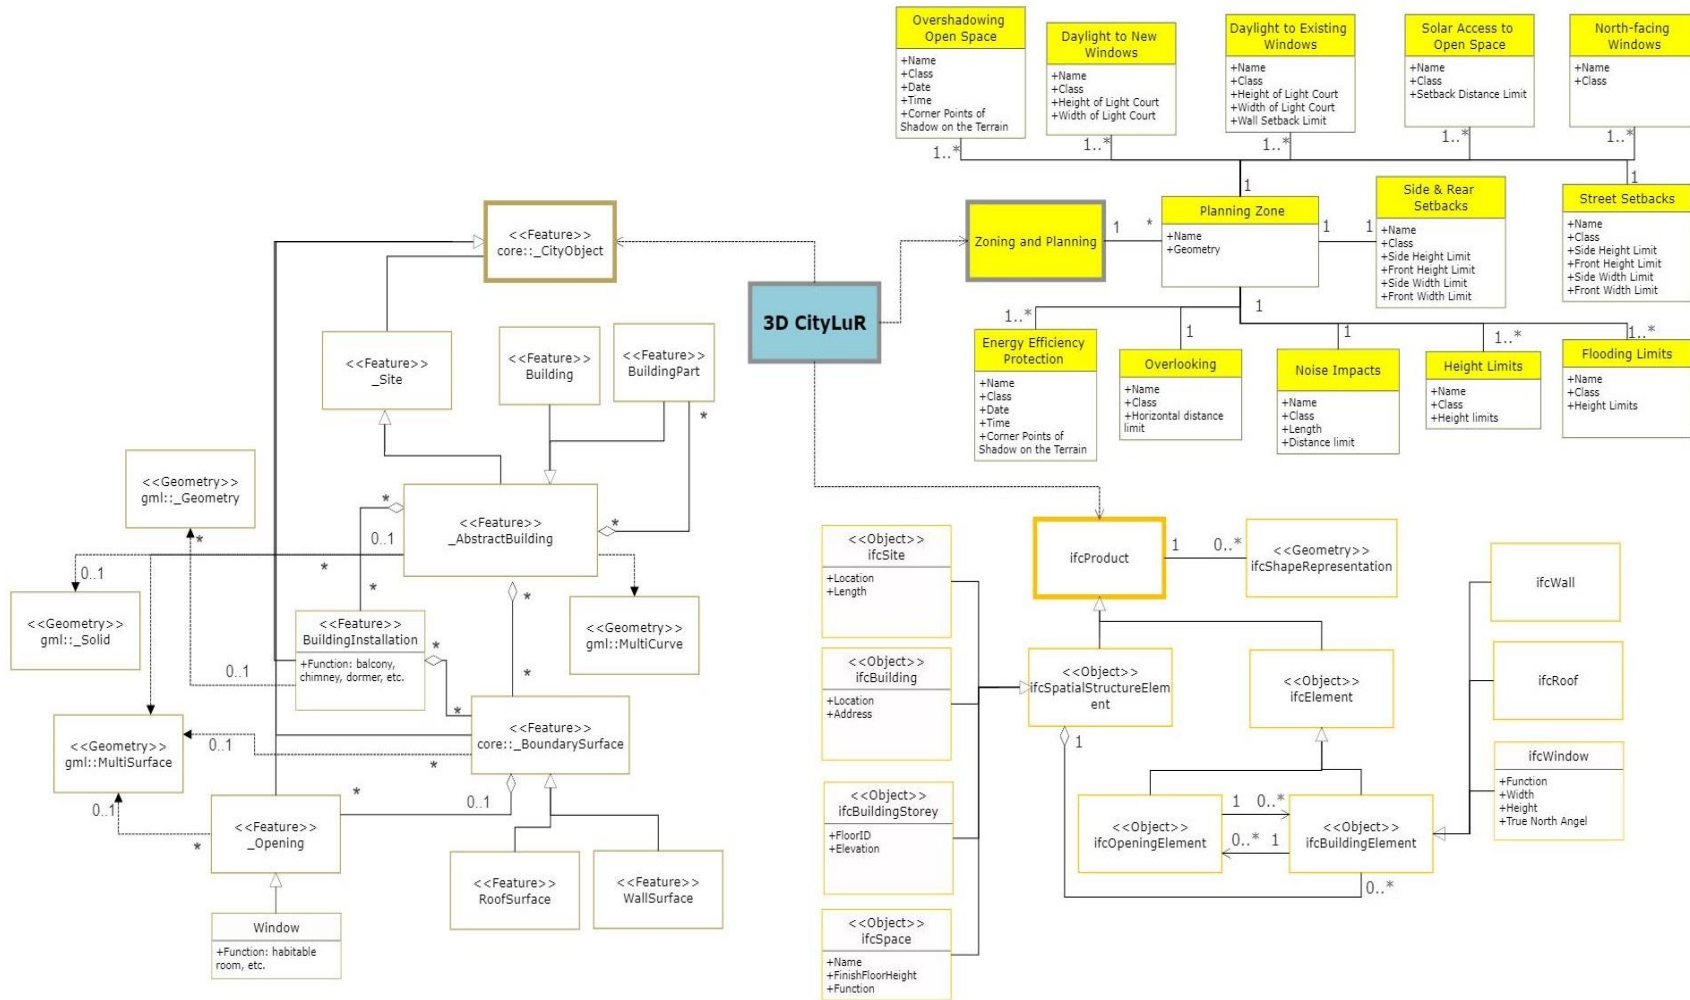 Overshadowing
Open Space
+Name
+Class
+Date
+Time
+Corner Points of
Shadow on the Terrain
1..*
Daylight to New
Windows
+Name
+Class
+Height of Light Court
+Width of Light Court
1..*
Daylight to Existing
Windows
+Name
+Class
+Height of Light Court
+Width of Light Court
+Wall Setback Limit
1..*
Solar Access to
Open Space
+Name
+Class
+Setback Distance Limit
1..*
North-facing
Windows
+Name
+Class
1..*
1
1
Zoning and Planning
1
*
Planning Zone
+Name
+Geometry
1
1
Side & Rear
Setbacks
+Name
+Class
+Side Height Limit
+Front Height Limit
+Side Width Limit
+Front Width Limit
Street Setbacks
+Name
+Class
+Side Height Limit
+Front Height Limit
+Side Width Limit
+Front Width Limit
1
1..*
Energy Efficiency
Protection
+Name
+Class
+Date
+Time
+Corner Points of
Shadow on the Terrain
1
Overlooking
+Name
+Class
+Horizontal distance
limit
1
Noise Impacts
+Name
+Class
+Length
+Distance limit
1..*
Height Limits
+Name
+Class
+Height limits
1..*
Flooding Limits
+Name
+Class
+Height Limits
3D CityLuR
<<Feature>>
core::_CityObject
<<Feature>>
_Site
<<Feature>>
Building
<<Feature>>
BuildingPart
*
<<Geometry>>
gml::_Geometry
*
*
<<Feature>>
_AbstractBuilding
*
0..1
*
0..1
*
*
<<Geometry>>
gml::_Solid
<<Feature>>
BuildingInstallation
+Function: balcony,
chimney, dormer, etc.
<<Geometry>>
gml::MultiCurve
*
*
0..1
*
*
<<Geometry>>
gml::MultiSurface
0..1
*
<<Feature>>
core::_BoundarySurface
0..1
*
*
0..1
<<Feature>>
_Opening
<<Feature>>
RoofSurface
<<Feature>>
WallSurface
Window
+Function: habitable
room, etc.
ifcProduct
1
0..*
<<Geometry>>
ifcShapeRepresentation
<<Object>>
ifcSite
+Location
+Length
<<Object>>
ifcBuilding
+Location
+Address
<<Object>>
ifcBuildingStorey
+FloorID
+Elevation
<<Object>>
ifcSpace
+Name
+FinishFloorHeight
+Function
<<Object>>
ifcSpatialStructureElem
ent
1
<<Object>>
ifcElement
<<Object>>
ifcOpeningElement
1
0..*
0..*
1
<<Object>>
ifcBuildingElement
0..*
ifcWall
ifcRoof
ifcWindow
+Function
+Width
+Height
+True North Angel